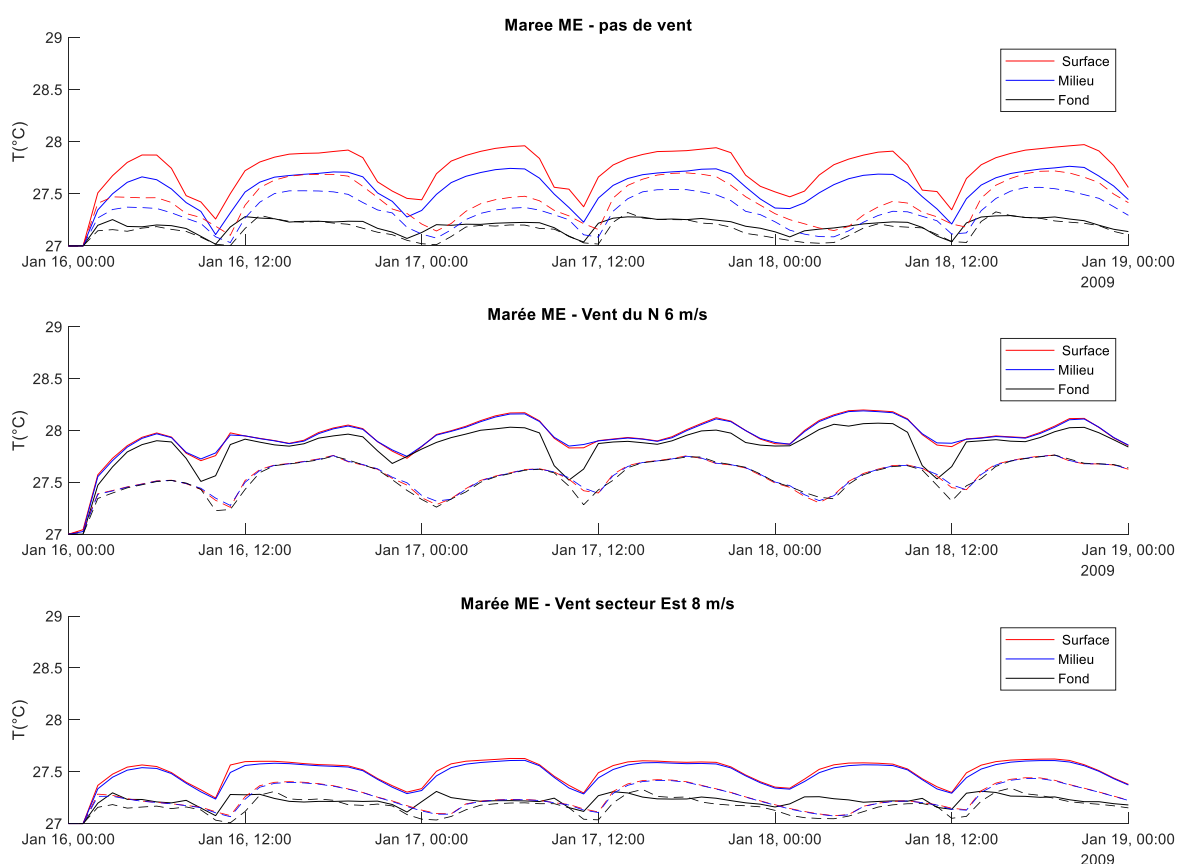 Maree ME - pas de vent
29
28.5
28
27.5
27
T(°C)
Surface
Milieu
Fond
Jan 16, 00:00 Jan 16, 12:00 Jan 17, 00:00 Jan 17, 12:00 Jan 18, 00:00 Jan 18, 12:00 Jan 19, 00:00
2009
Marée ME - Vent du N 6 m/s
29
28.5
28
27.5
27
T(°C)
Surface
Milieu
Fond
Jan 16, 00:00 Jan 16, 12:00 Jan 17, 00:00 Jan 17, 12:00 Jan 18, 00:00 Jan 18, 12:00 Jan 19, 00:00
2009
Marée ME - Vent secteur Est 8 m/s
29
28.5
28
27.5
27
T(°C)
Surface
Milieu
Fond
Jan 16, 00:00 Jan 16, 12:00 Jan 17, 00:00 Jan 17, 12:00 Jan 18, 00:00 Jan 18, 12:00 Jan 19, 00:00
2009